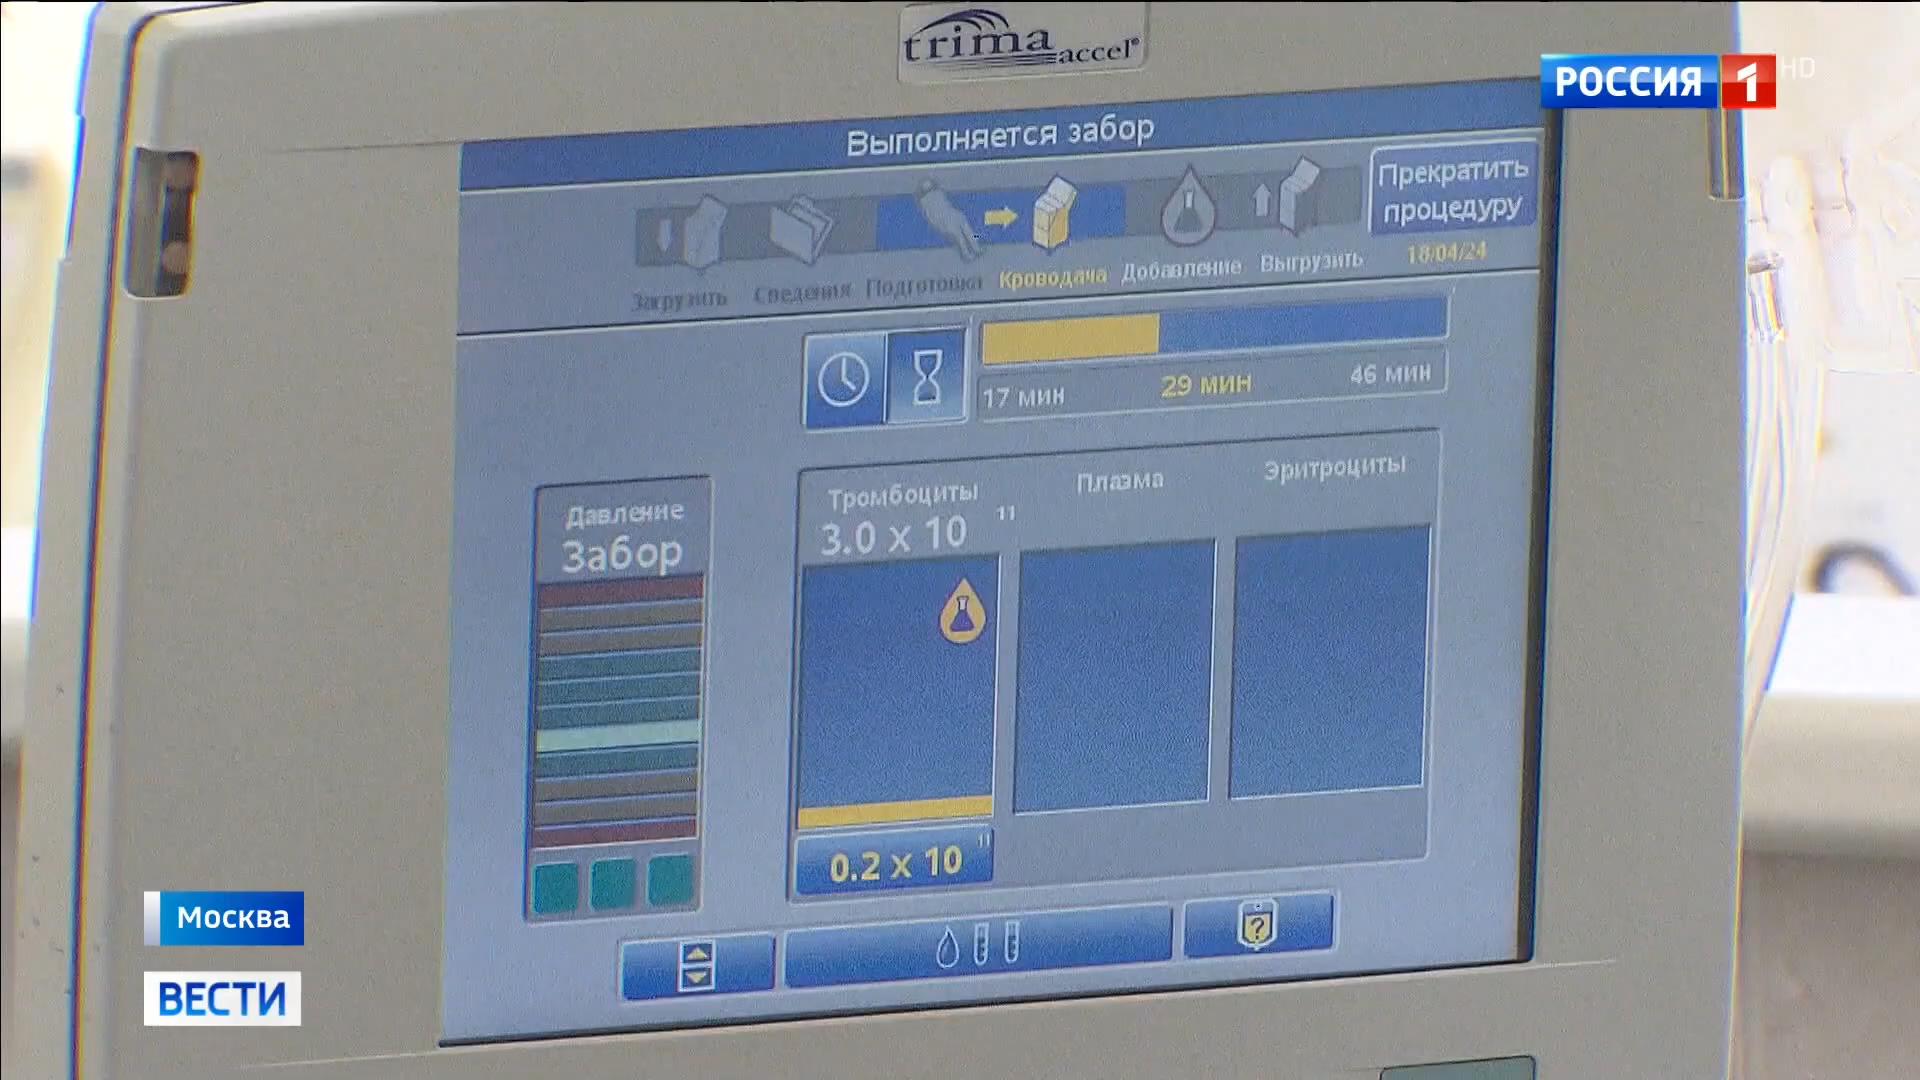 trima accel®
РОССИЯ 1 HD
Выполняется забор
Прекратить
процедуру
18/04/24
Загрузить Сведения Подготовка Кроводача Добавление Выгрузить
17 мин 29 мин 46 мин
Давление
Забор
Тромбоциты Плазма Эритроциты
3.0 x 10 11
0.2 x 10 11
?
Москва
ВЕСТИ